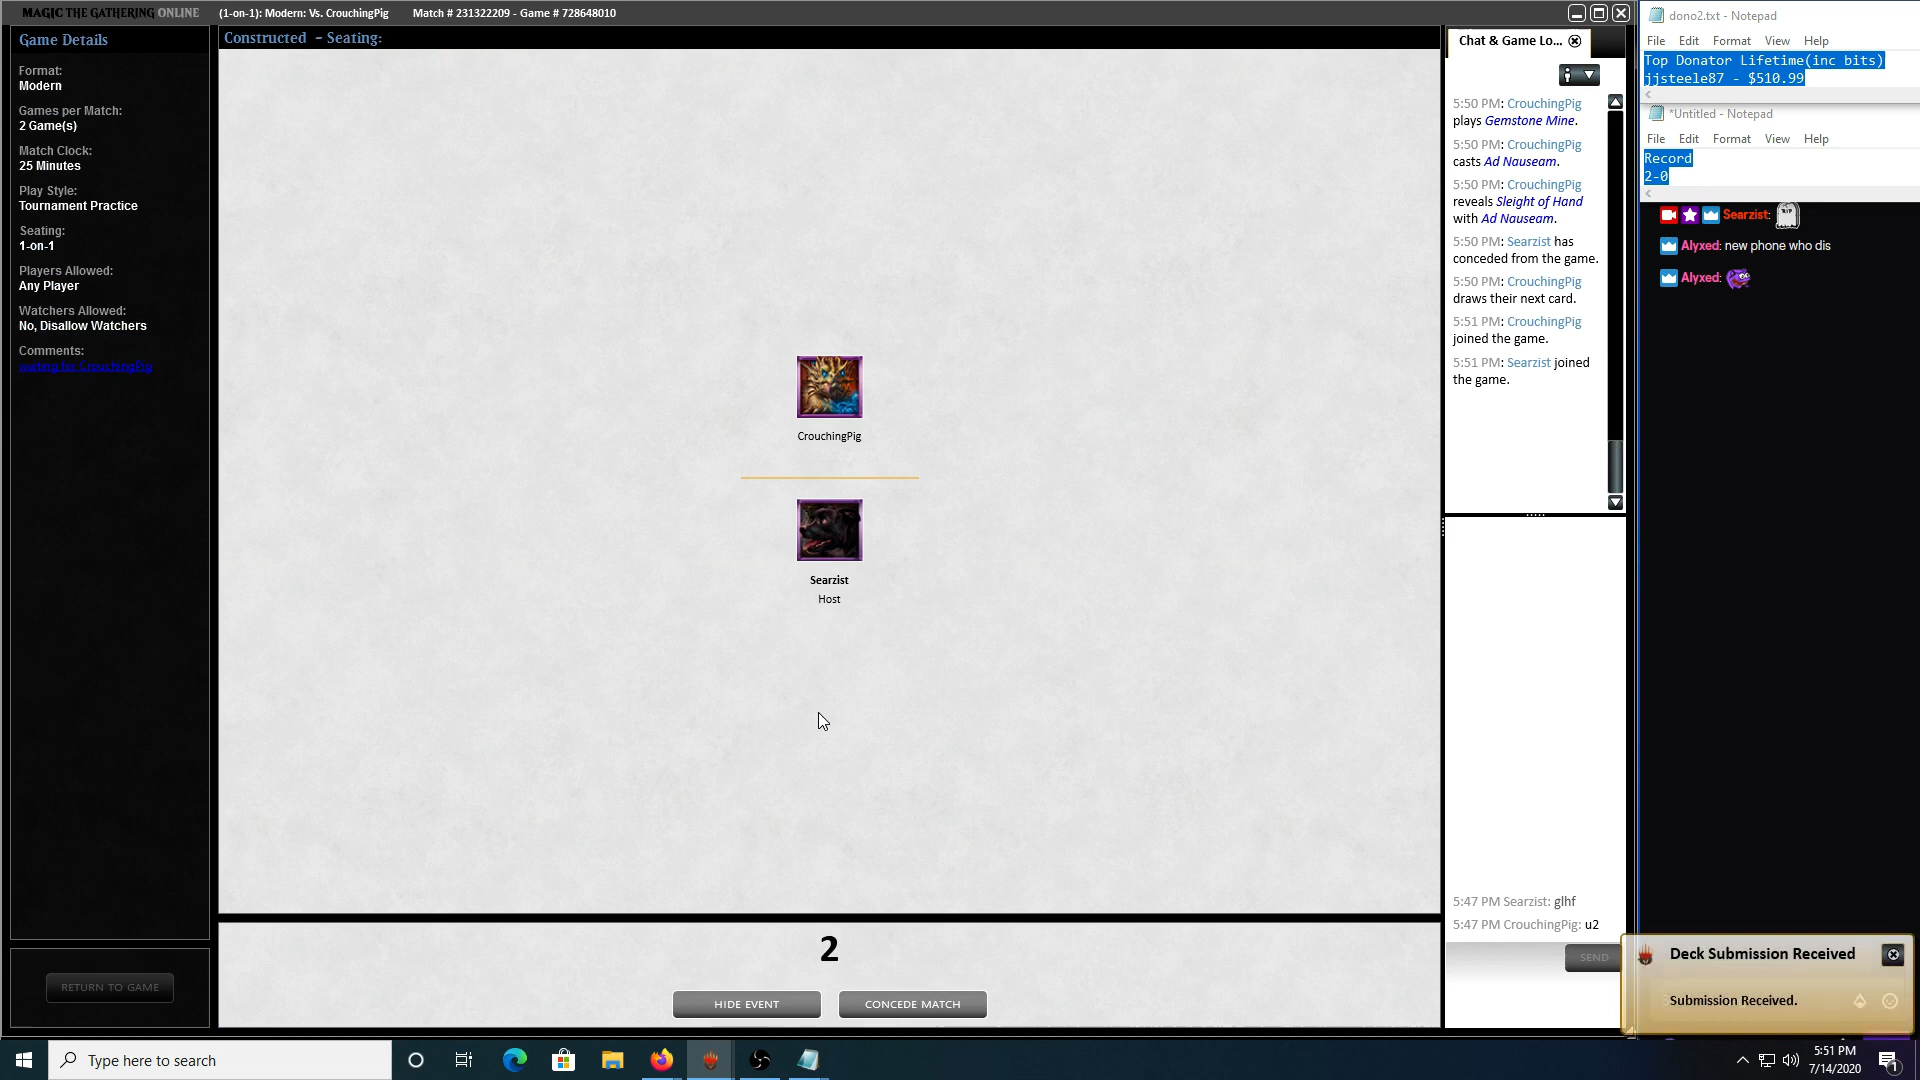 MAGIC THE GATHERING ONLINE
(1-on-1): Modern: Vs. CrouchingPig
Match # 231322209 - Game # 728648010
Game Details
Format:
Modern
Games per Match:
2 Game(s)
Match Clock:
25 Minutes
Play Style:
Tournament Practice
Seating:
1-on-1
Players Allowed:
Any Player
Watchers Allowed:
No, Disallow Watchers
Comments:
waiting for CrouchingPig
RETURN TO GAME
Constructed - Seating:
CrouchingPig
Searzist
Host
2
HIDE EVENT
CONCEDE MATCH
Chat & Game Lo...
5:50 PM: CrouchingPig
plays Gemstone Mine.
5:50 PM: CrouchingPig
casts Ad Nauseam.
5:50 PM: CrouchingPig
reveals Sleight of Hand
with Ad Nauseam.
5:50 PM: Searzist has
conceded from the game.
5:50 PM: CrouchingPig
draws their next card.
5:51 PM: CrouchingPig
joined the game.
5:51 PM: Searzist joined
the game.
5:47 PM Searzist: glhf
5:47 PM CrouchingPig: u2
SEND
dono2.txt - Notepad
File Edit Format View Help
Top Donator Lifetime(inc bits)
jjsteele87 - $510.99
*Untitled - Notepad
File Edit Format View Help
Record
2-0
Searzist: RIP
Alyxed: new phone who dis
Alyxed:
Deck Submission Received
Submission Received.
Type here to search
5:51 PM
7/14/2020
1